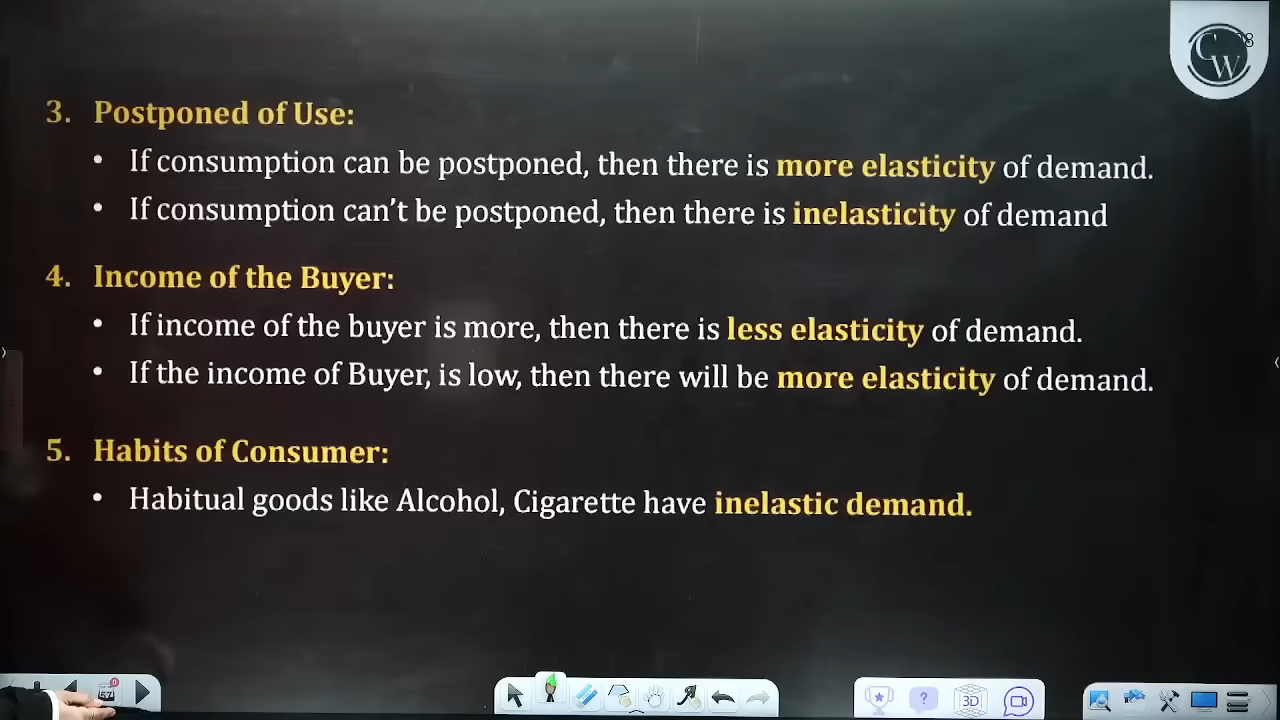 CW
3. Postponed of Use:
• If consumption can be postponed, then there is more elasticity of demand.
• If consumption can't be postponed, then there is inelasticity of demand
4. Income of the Buyer:
• If income of the buyer is more, then there is less elasticity of demand.
• If the income of Buyer, is low, then there will be more elasticity of demand.
5. Habits of Consumer:
• Habitual goods like Alcohol, Cigarette have inelastic demand.
3D